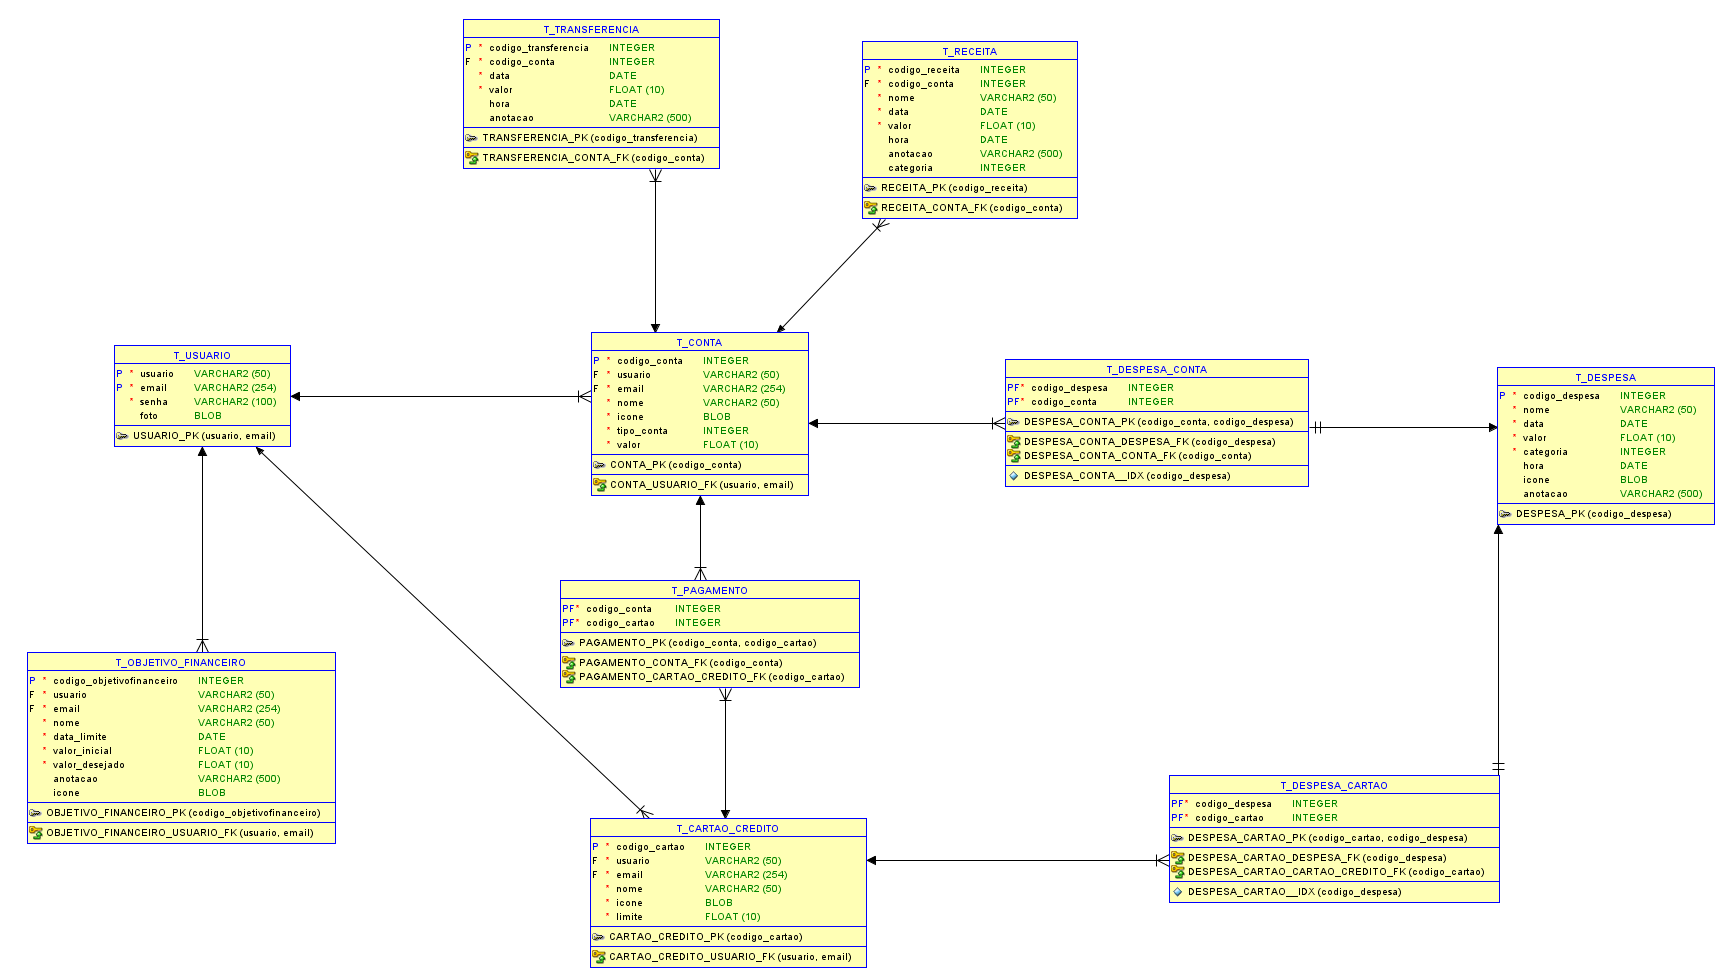 T_TRANSFERENCIA
P * codigo_transferencia INTEGER
F * codigo_conta INTEGER
* data DATE
* valor FLOAT (10)
hora DATE
anotacao VARCHAR2 (500)
TRANSFERENCIA_PK (codigo_transferencia)
TRANSFERENCIA_CONTA_FK (codigo_conta)
T_RECEITA
P * codigo_receita INTEGER
F * codigo_conta INTEGER
* nome VARCHAR2 (50)
* data DATE
* valor FLOAT (10)
hora DATE
anotacao VARCHAR2 (500)
categoria INTEGER
RECEITA_PK (codigo_receita)
RECEITA_CONTA_FK (codigo_conta)
T_USUARIO
P * usuario VARCHAR2 (50)
P * email VARCHAR2 (254)
* senha VARCHAR2 (100)
foto BLOB
USUARIO_PK (usuario, email)
T_CONTA
P * codigo_conta INTEGER
F * usuario VARCHAR2 (50)
F * email VARCHAR2 (254)
* nome VARCHAR2 (50)
* icone BLOB
* tipo_conta INTEGER
* valor FLOAT (10)
CONTA_PK (codigo_conta)
CONTA_USUARIO_FK (usuario, email)
T_DESPESA_CONTA
PF* codigo_despesa INTEGER
PF* codigo_conta INTEGER
DESPESA_CONTA_PK (codigo_conta, codigo_despesa)
DESPESA_CONTA_DESPESA_FK (codigo_despesa)
DESPESA_CONTA_CONTA_FK (codigo_conta)
DESPESA_CONTA__IDX (codigo_despesa)
T_DESPESA
P * codigo_despesa INTEGER
* nome VARCHAR2 (50)
* data DATE
* valor FLOAT (10)
* categoria INTEGER
hora DATE
icone BLOB
anotacao VARCHAR2 (500)
DESPESA_PK (codigo_despesa)
T_PAGAMENTO
PF* codigo_conta INTEGER
PF* codigo_cartao INTEGER
PAGAMENTO_PK (codigo_conta, codigo_cartao)
PAGAMENTO_CONTA_FK (codigo_conta)
PAGAMENTO_CARTAO_CREDITO_FK (codigo_cartao)
T_OBJETIVO_FINANCEIRO
P * codigo_objetivofinanceiro INTEGER
F * usuario VARCHAR2 (50)
F * email VARCHAR2 (254)
* nome VARCHAR2 (50)
* data_limite DATE
* valor_inicial FLOAT (10)
* valor_desejado FLOAT (10)
anotacao VARCHAR2 (500)
icone BLOB
OBJETIVO_FINANCEIRO_PK (codigo_objetivofinanceiro)
OBJETIVO_FINANCEIRO_USUARIO_FK (usuario, email)
T_CARTAO_CREDITO
P * codigo_cartao INTEGER
F * usuario VARCHAR2 (50)
F * email VARCHAR2 (254)
* nome VARCHAR2 (50)
* icone BLOB
* limite FLOAT (10)
CARTAO_CREDITO_PK (codigo_cartao)
CARTAO_CREDITO_USUARIO_FK (usuario, email)
T_DESPESA_CARTAO
PF* codigo_despesa INTEGER
PF* codigo_cartao INTEGER
DESPESA_CARTAO_PK (codigo_cartao, codigo_despesa)
DESPESA_CARTAO_DESPESA_FK (codigo_despesa)
DESPESA_CARTAO_CARTAO_CREDITO_FK (codigo_cartao)
DESPESA_CARTAO__IDX (codigo_despesa)